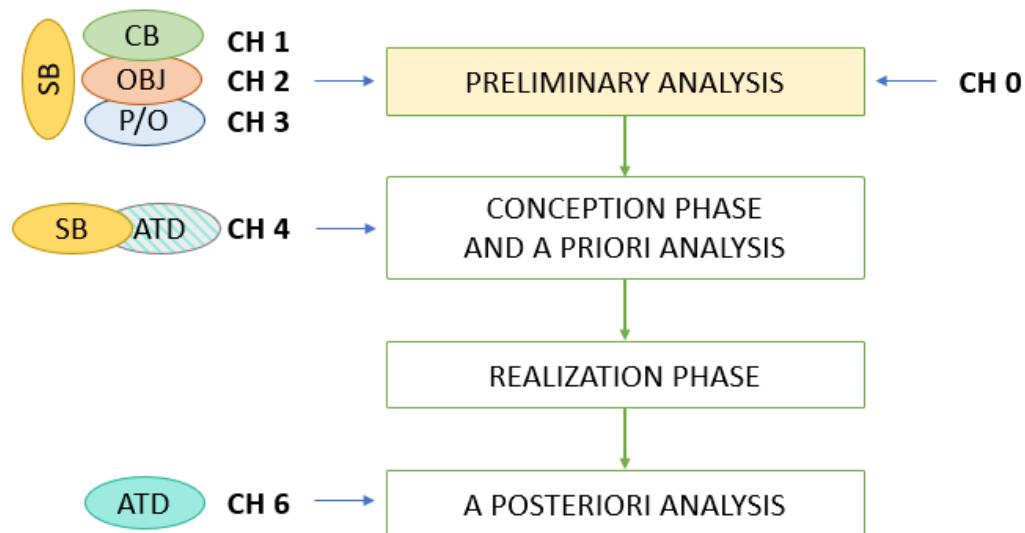 SB
CB
CH 1
OBJ
CH 2
P/O
CH 3
PRELIMINARY ANALYSIS
CH 0
SB
ATD
CH 4
CONCEPTION PHASE
AND A PRIORI ANALYSIS
REALIZATION PHASE
ATD
CH 6
A POSTERIORI ANALYSIS